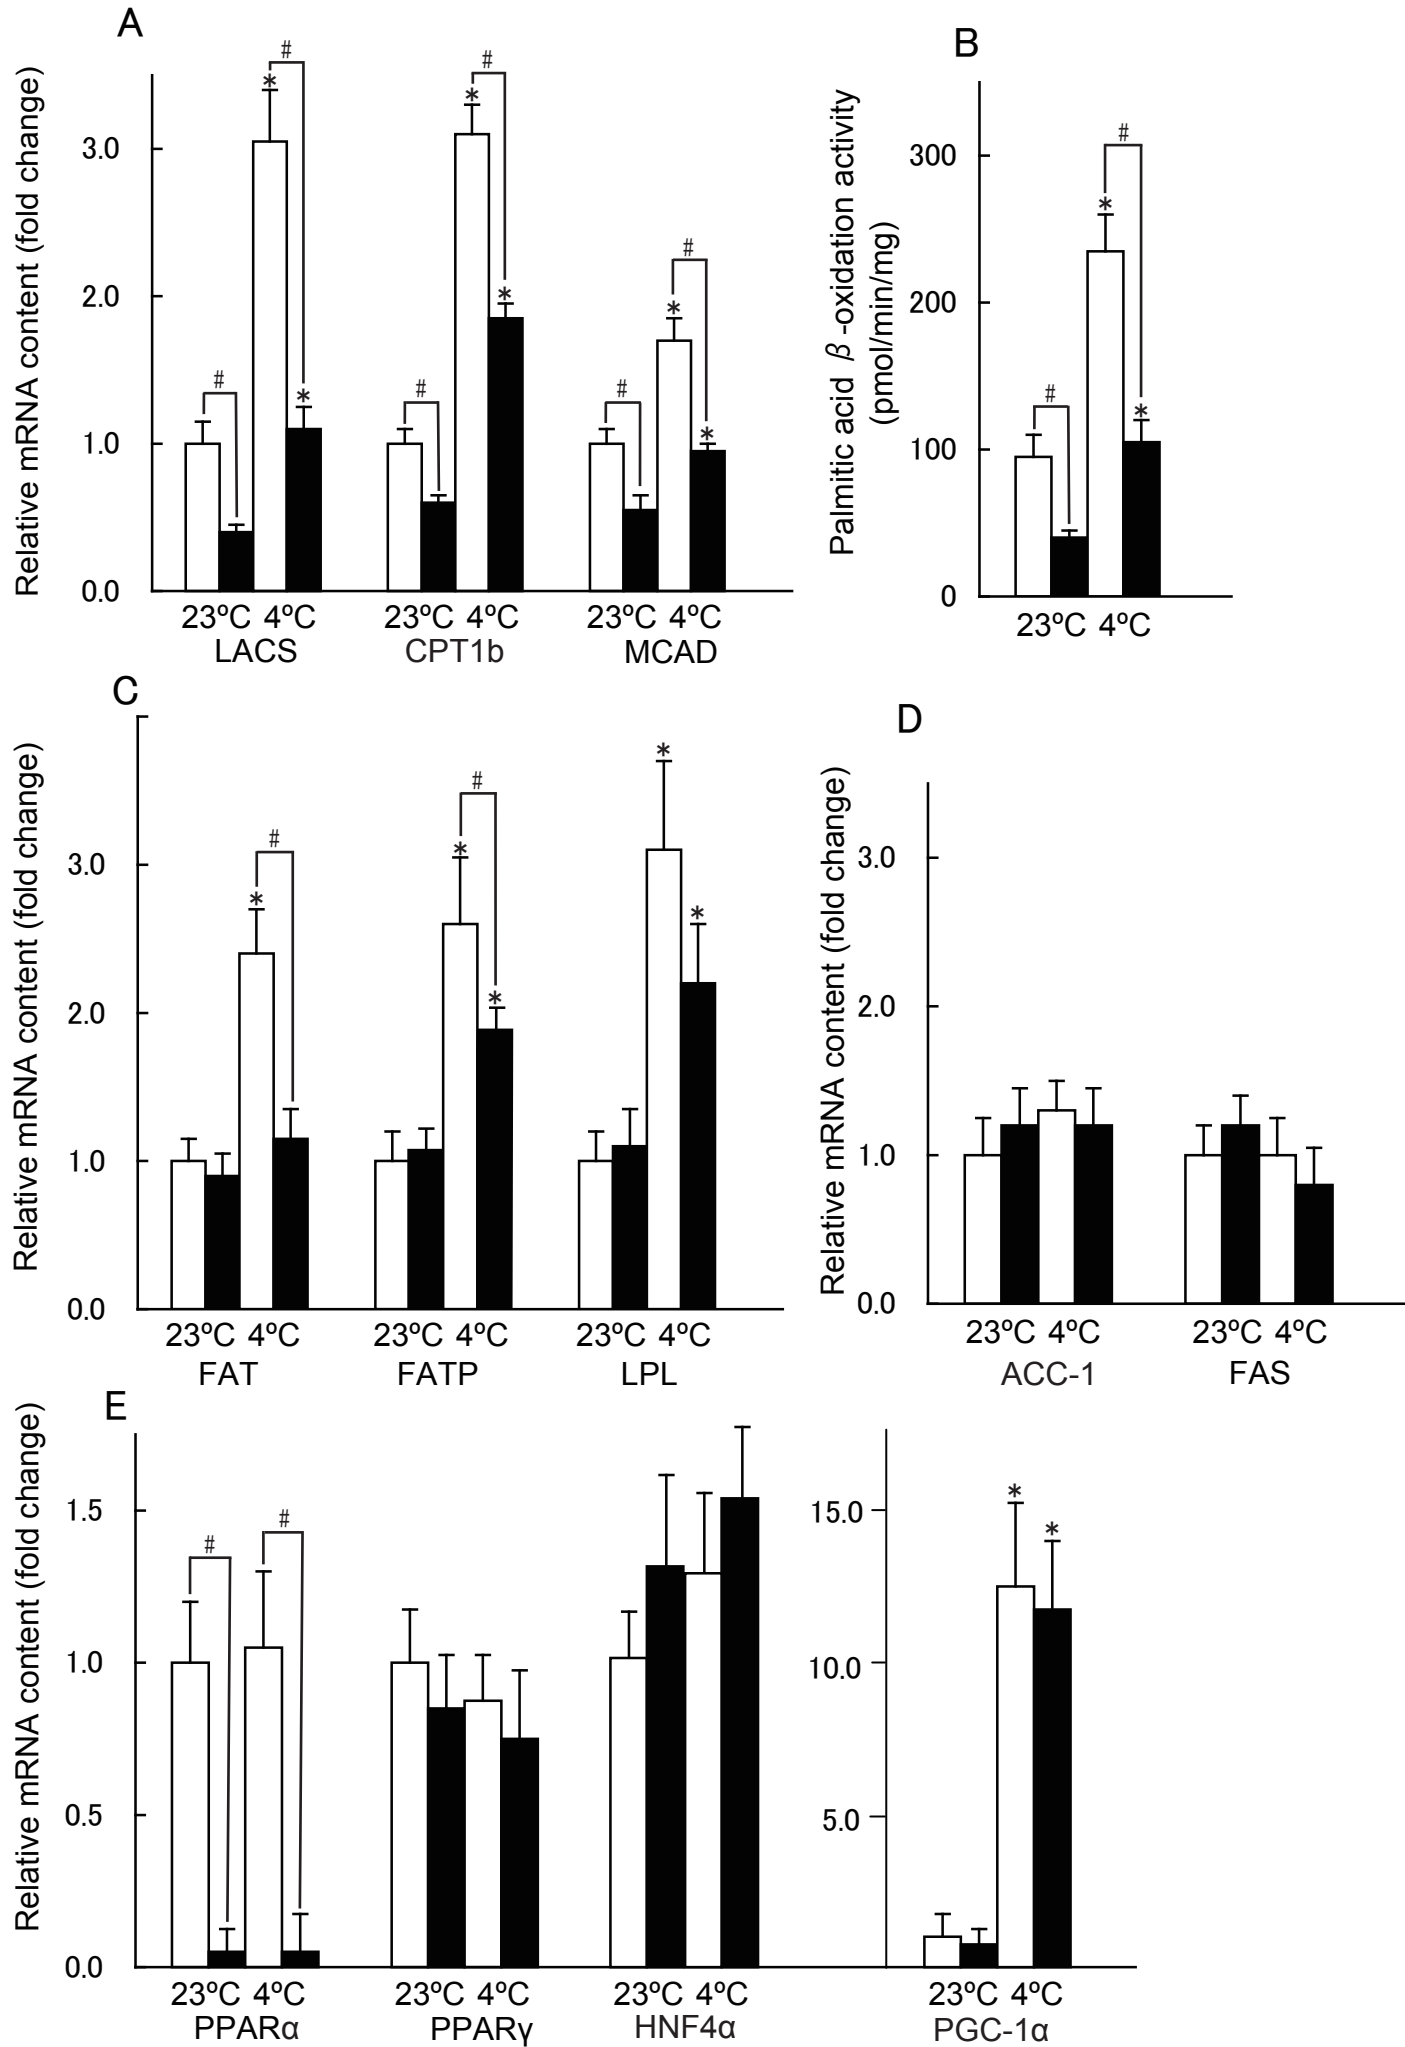 A
Relative mRNA content (fold change)
3.0
2.0
1.0
0.0
#
*
#
*
#
*
#
*
#
*
#
*
23ºC 4ºC
23ºC 4ºC
23ºC 4ºC
LACS
CPT1b
MCAD
B
Palmitic acid β-oxidation activity
(pmol/min/mg)
300
200
100
0
#
*
#
*
23ºC 4ºC
C
Relative mRNA content (fold change)
3.0
2.0
1.0
0.0
#
*
#
*
*
*
*
23ºC 4ºC
23ºC 4ºC
23ºC 4ºC
FAT
FATP
LPL
D
Relative mRNA content (fold change)
3.0
2.0
1.0
0.0
23ºC 4ºC
23ºC 4ºC
ACC-1
FAS
E
Relative mRNA content (fold change)
1.5
1.0
0.5
0.0
#
#
15.0
10.0
5.0
*
*
23ºC 4ºC
23ºC 4ºC
23ºC 4ºC
23ºC 4ºC
PPARα
PPARγ
HNF4α
PGC-1α